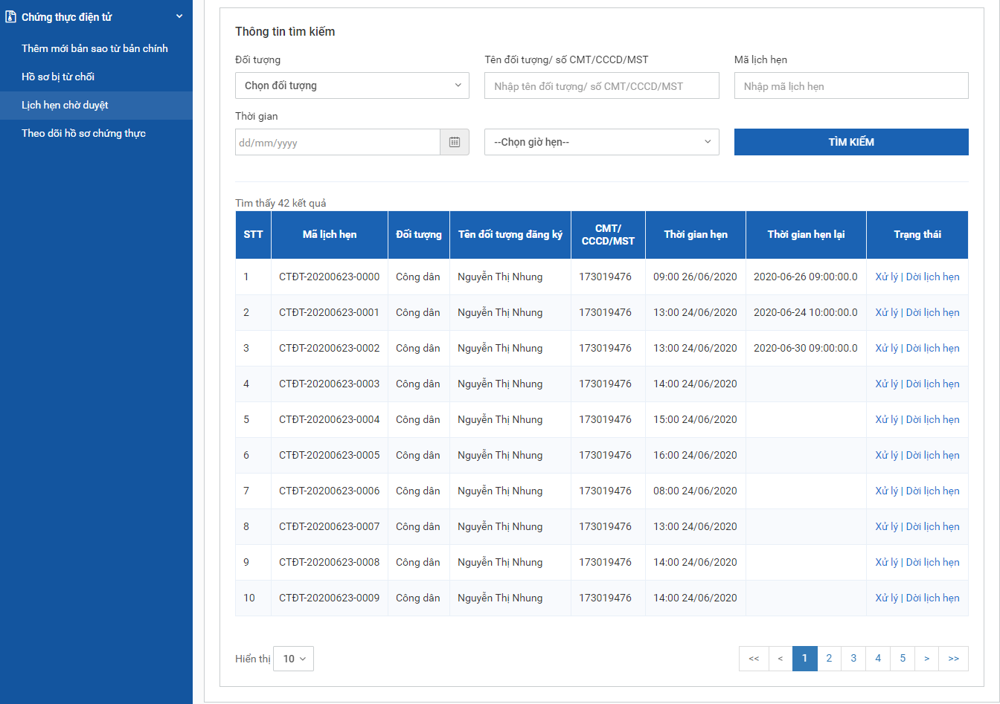 Chứng thực điện tử
Thêm mới bản sao từ bản chính
Hồ sơ bị từ chối
Lịch hẹn chờ duyệt
Theo dõi hồ sơ chứng thực
Thông tin tìm kiếm
Đối tượng Tên đối tượng/ số CMT/CCCD/MST Mã lịch hẹn
Chọn đối tượng Nhập tên đối tượng/ số CMT/CCCD/MST Nhập mã lịch hẹn
Thời gian
dd/mm/yyyy --Chọn giờ hẹn-- TÌM KIẾM
Tìm thấy 42 kết quả
STT Mã lịch hẹn Đối tượng Tên đối tượng đăng ký CMT/ CCCD/MST Thời gian hẹn Thời gian hẹn lại Trạng thái
1 CTĐT-20200623-0000 Công dân Nguyễn Thị Nhung 173019476 09:00 26/06/2020 2020-06-26 09:00:00.0 Xử lý | Dời lịch hẹn
2 CTĐT-20200623-0001 Công dân Nguyễn Thị Nhung 173019476 13:00 24/06/2020 2020-06-24 10:00:00.0 Xử lý | Dời lịch hẹn
3 CTĐT-20200623-0002 Công dân Nguyễn Thị Nhung 173019476 13:00 24/06/2020 2020-06-30 09:00:00.0 Xử lý | Dời lịch hẹn
4 CTĐT-20200623-0003 Công dân Nguyễn Thị Nhung 173019476 14:00 24/06/2020 Xử lý | Dời lịch hẹn
5 CTĐT-20200623-0004 Công dân Nguyễn Thị Nhung 173019476 15:00 24/06/2020 Xử lý | Dời lịch hẹn
6 CTĐT-20200623-0005 Công dân Nguyễn Thị Nhung 173019476 16:00 24/06/2020 Xử lý | Dời lịch hẹn
7 CTĐT-20200623-0006 Công dân Nguyễn Thị Nhung 173019476 08:00 24/06/2020 Xử lý | Dời lịch hẹn
8 CTĐT-20200623-0007 Công dân Nguyễn Thị Nhung 173019476 13:00 24/06/2020 Xử lý | Dời lịch hẹn
9 CTĐT-20200623-0008 Công dân Nguyễn Thị Nhung 173019476 14:00 24/06/2020 Xử lý | Dời lịch hẹn
10 CTĐT-20200623-0009 Công dân Nguyễn Thị Nhung 173019476 14:00 24/06/2020 Xử lý | Dời lịch hẹn
Hiển thị 10 << < 1 2 3 4 5 > >>